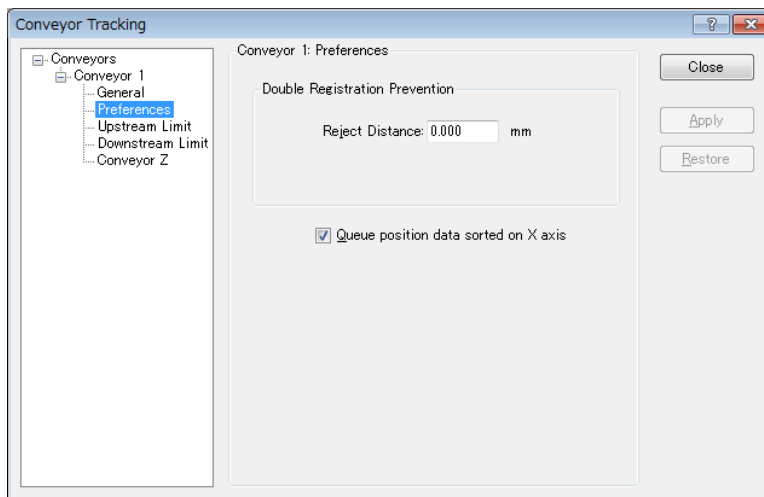 Conveyor Tracking
Conveyors
Conveyor 1
General
Preferences
Upstream Limit
Downstream Limit
Conveyor Z
Conveyor 1: Preferences
Double Registration Prevention
Reject Distance: 0.000 mm
Queue position data sorted on X axis
Close
Apply
Restore